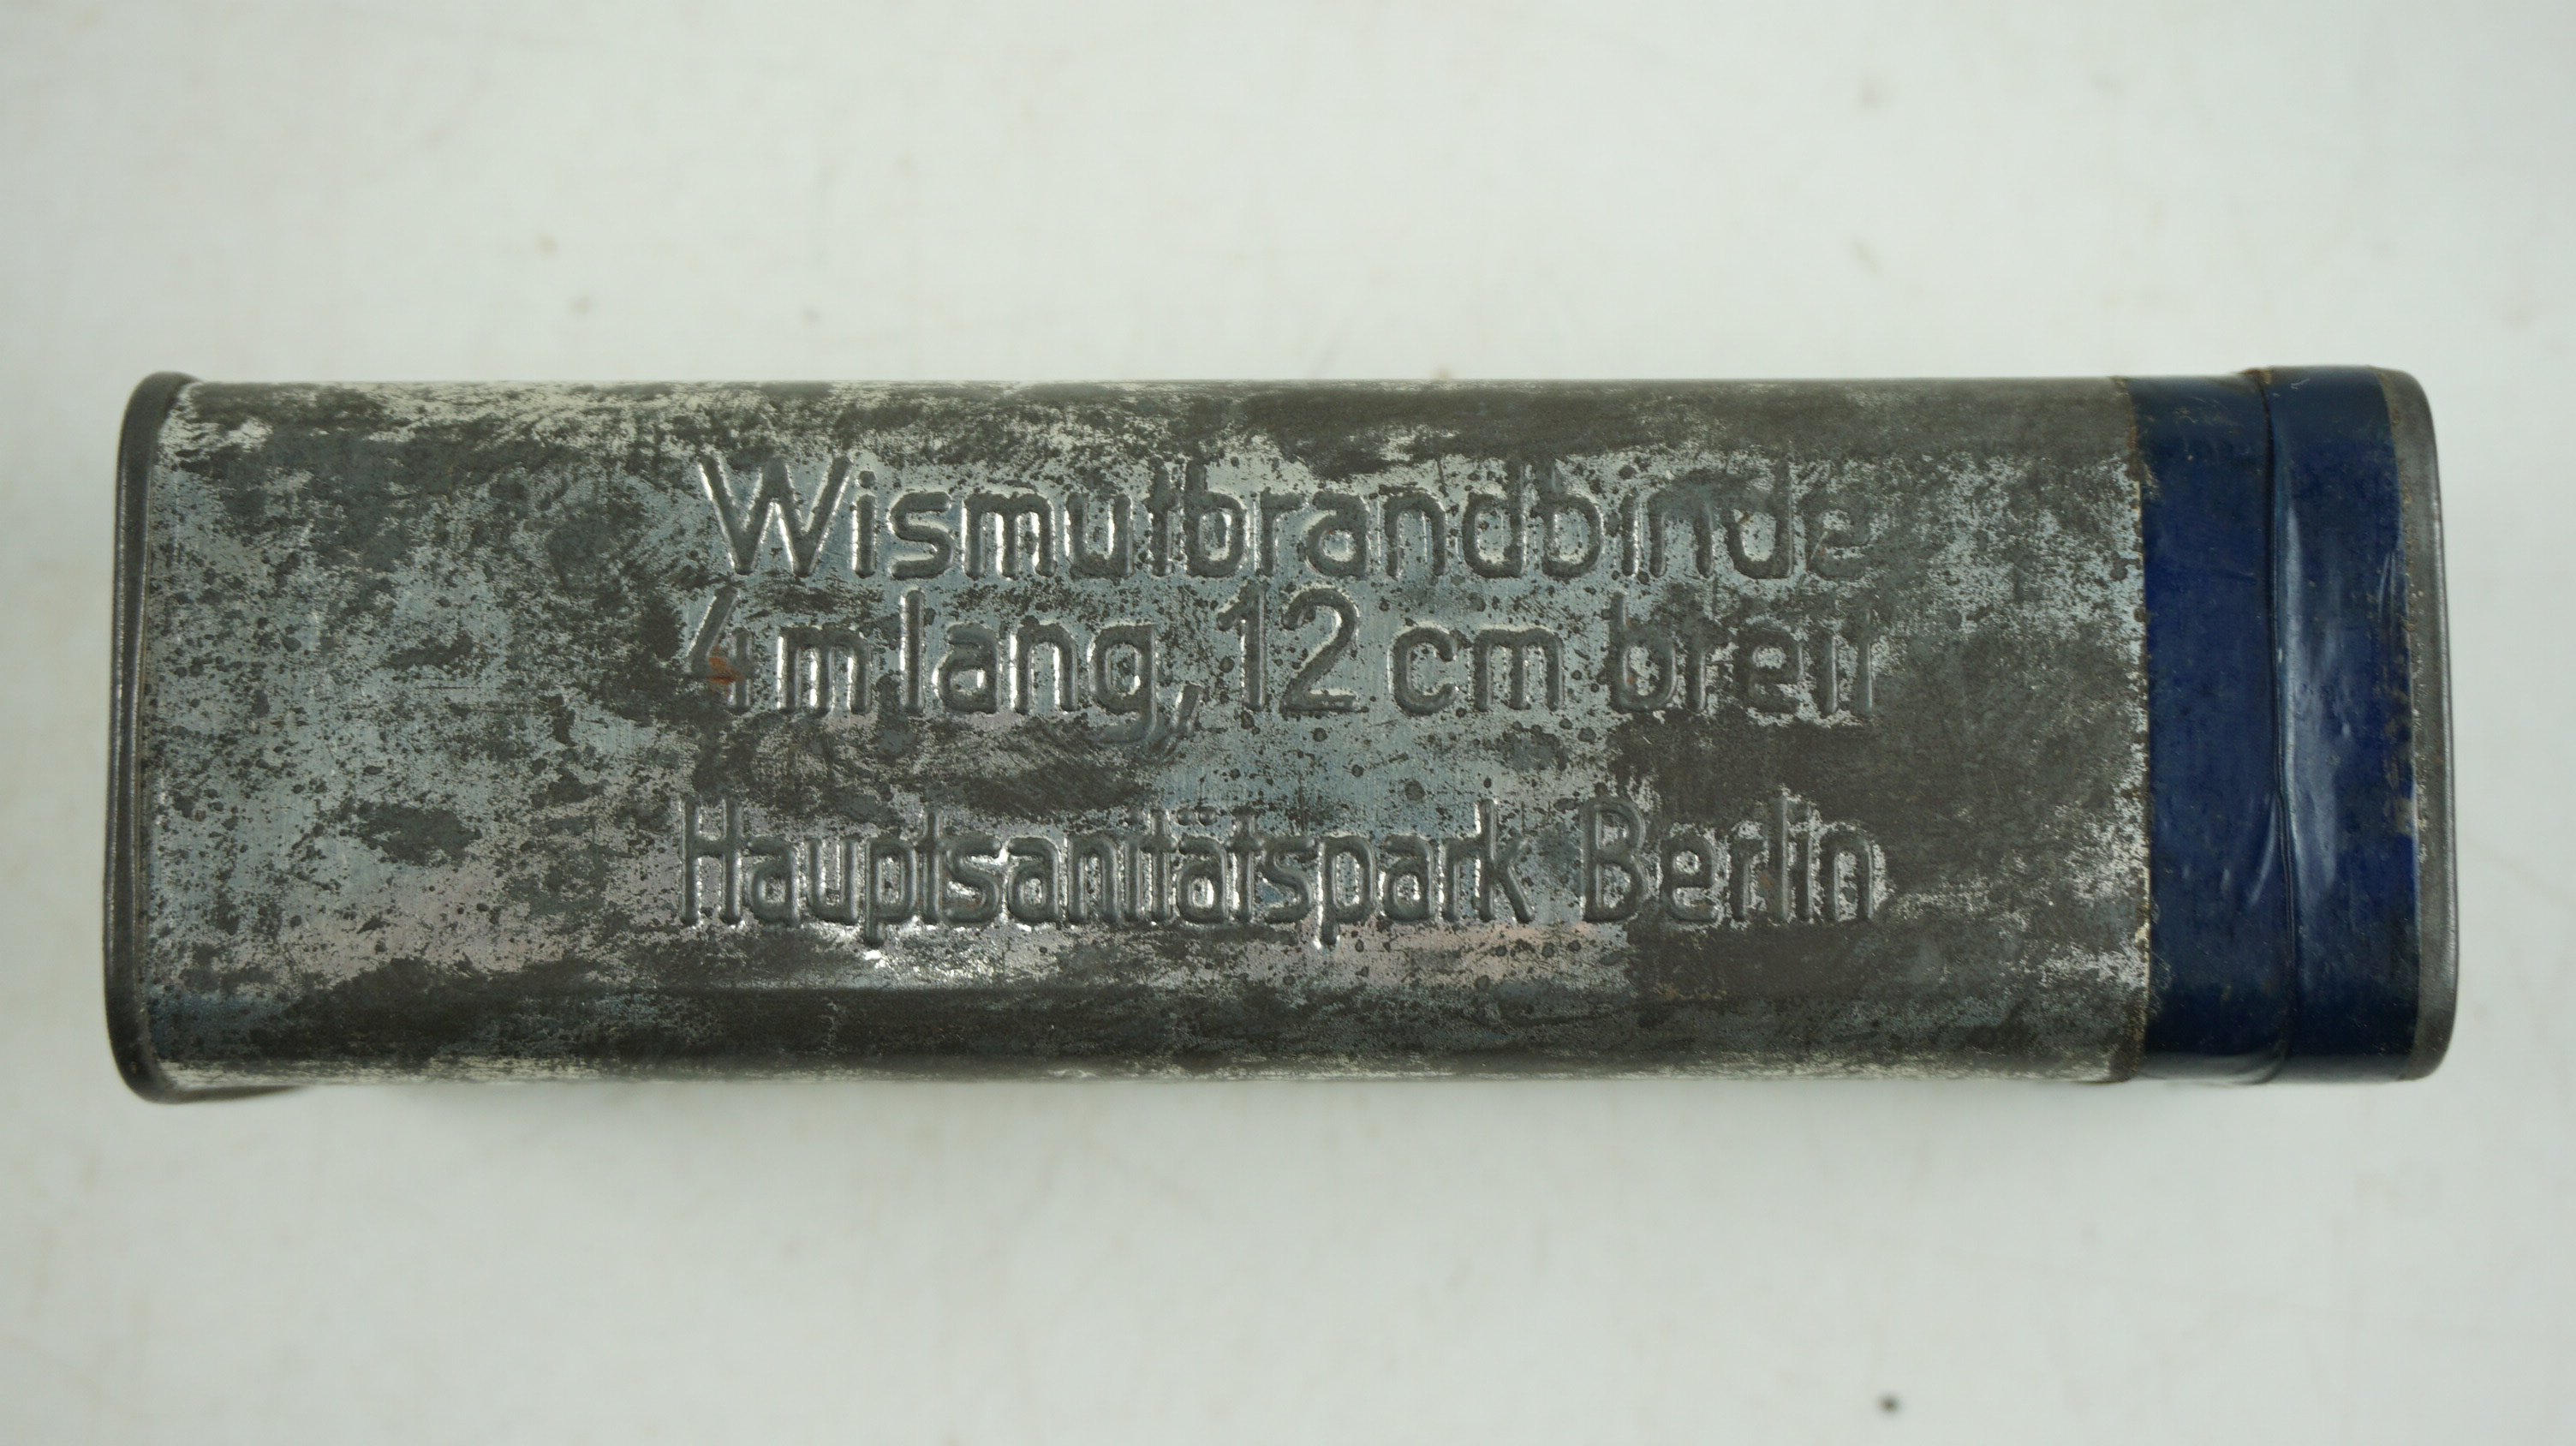 Wismutbrandbinde
4 m lang, 12 cm breit
Hauptsanitätspark Berlin